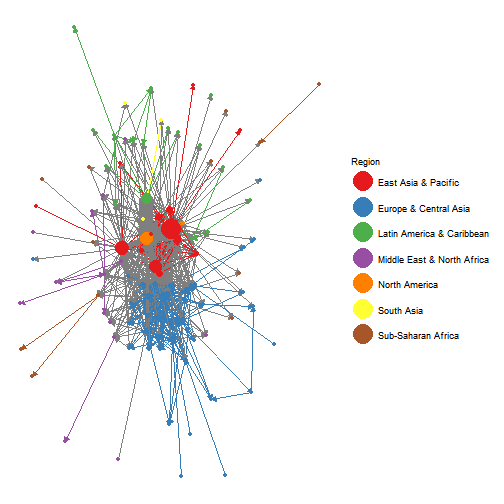 Region
East Asia & Pacific
Europe & Central Asia
Latin America & Caribbean
Middle East & North Africa
North America
South Asia
Sub-Saharan Africa